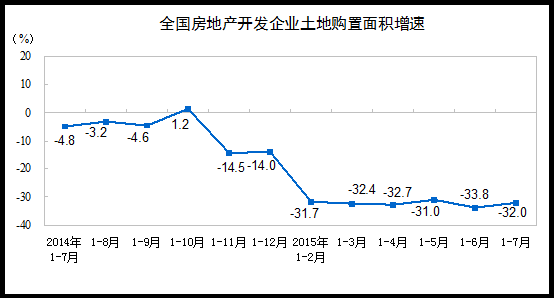 全国房地产开发企业土地购置面积增速
(%)
20
10
0
-10
-20
-30
-40
-4.8
-3.2
-4.6
1.2
-14.5
-14.0
-31.7
-32.4
-32.7
-31.0
-33.8
-32.0
2014年
1-7月
1-8月
1-9月
1-10月
1-11月
1-12月
2015年
1-2月
1-3月
1-4月
1-5月
1-6月
1-7月